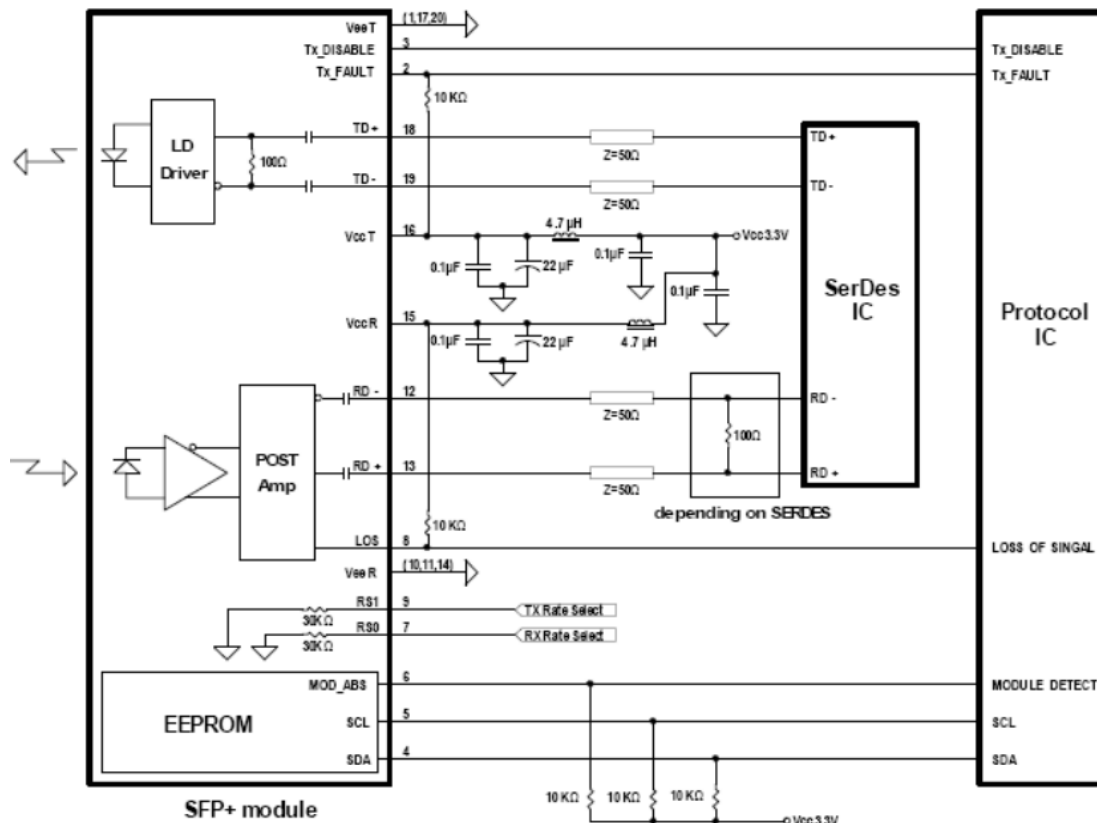 VeeT (1,17,20)
Tx_DISABLE 3 Tx_DISABLE
Tx_FAULT 2 Tx_FAULT
10 KΩ
LD
Driver
100Ω
TD+ 18 Z=50Ω TD+
TD- 19 Z=50Ω TD-
VccT 16 4.7 µH Vcc3.3V
0.1µF 22 µF 0.1µF
0.1µF
SerDes
IC
Protocol
IC
VccR 15
0.1µF 22 µF 4.7 µH
RD - 12 Z=50Ω RD -
100Ω
POST
Amp
RD + 13 Z=50Ω RD +
depending on SERDES
10 KΩ
LOS 8 LOSS OF SINGAL
VeeR (10,11,14)
RS1 9 TX Rate Select
30KΩ
RS0 7 RX Rate Select
30KΩ
MOD_ABS 6 MODULE DETECT
EEPROM
SCL 5 SCL
SDA 4 SDA
10 KΩ 10 KΩ 10 KΩ
Vcc3.3V
SFP+ module